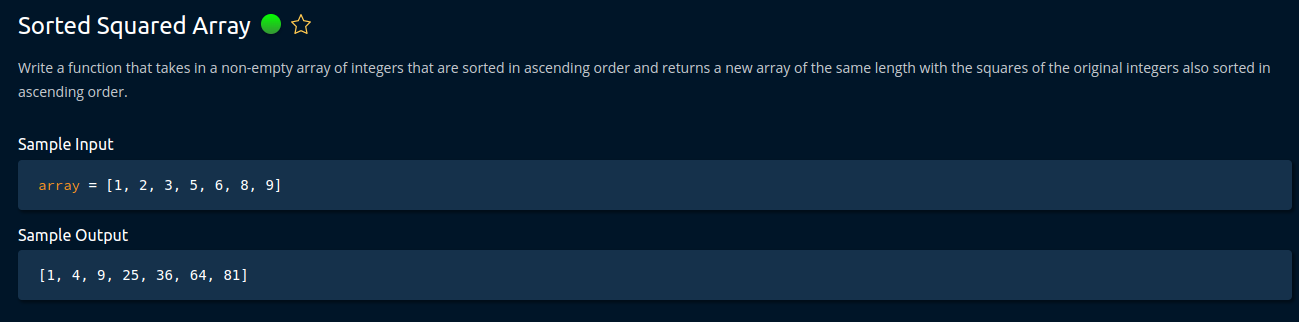 Sorted Squared Array
Write a function that takes in a non-empty array of integers that are sorted in ascending order and returns a new array of the same length with the squares of the original integers also sorted in
ascending order.
Sample Input
array = [1, 2, 3, 5, 6, 8, 9]
Sample Output
[1, 4, 9, 25, 36, 64, 81]